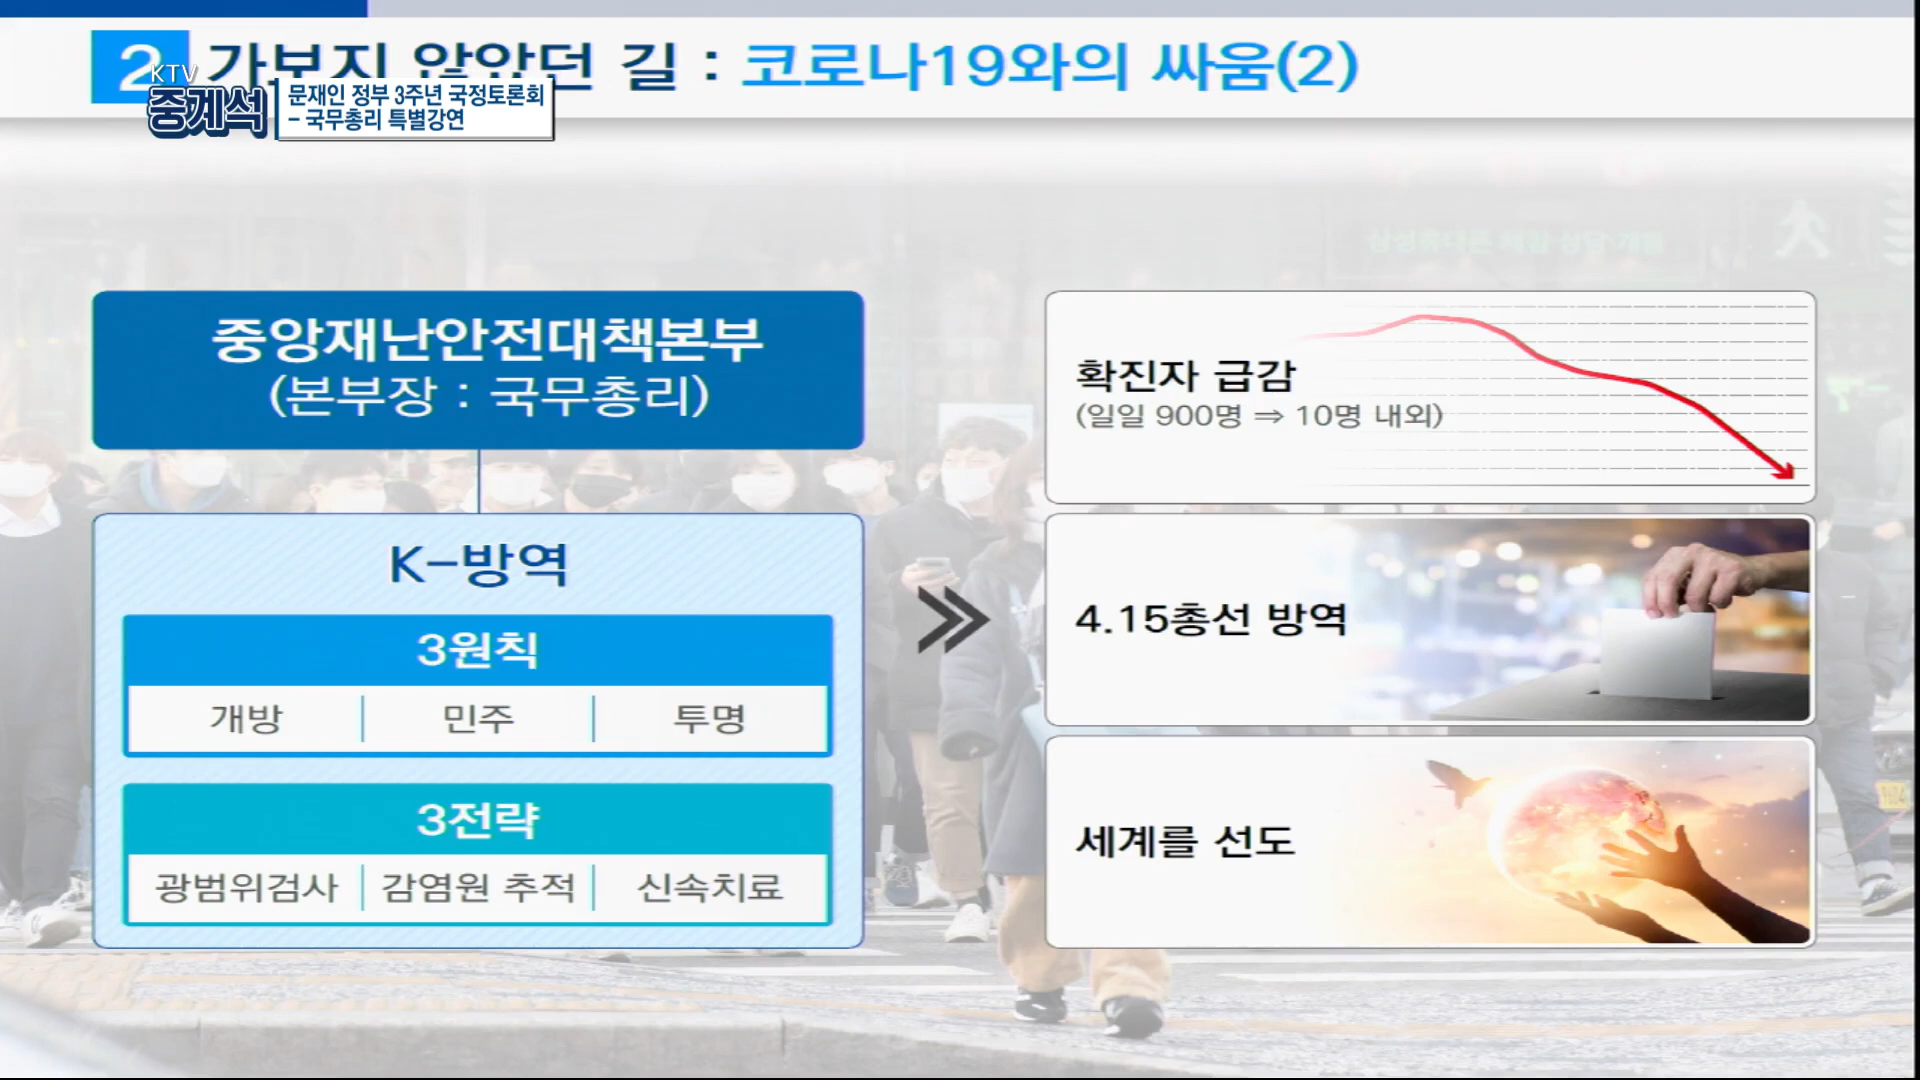 2 가보지 않았던 길 : 코로나19와의 싸움(2)
KTV
중계석
문재인 정부 3주년 국정토론회
- 국무총리 특별강연
중앙재난안전대책본부
(본부장 : 국무총리)
K-방역
3원칙
개방 민주 투명
3전략
광범위검사 감염원 추적 신속치료
확진자 급감
(일일 900명 ⇒ 10명 내외)
4.15총선 방역
세계를 선도